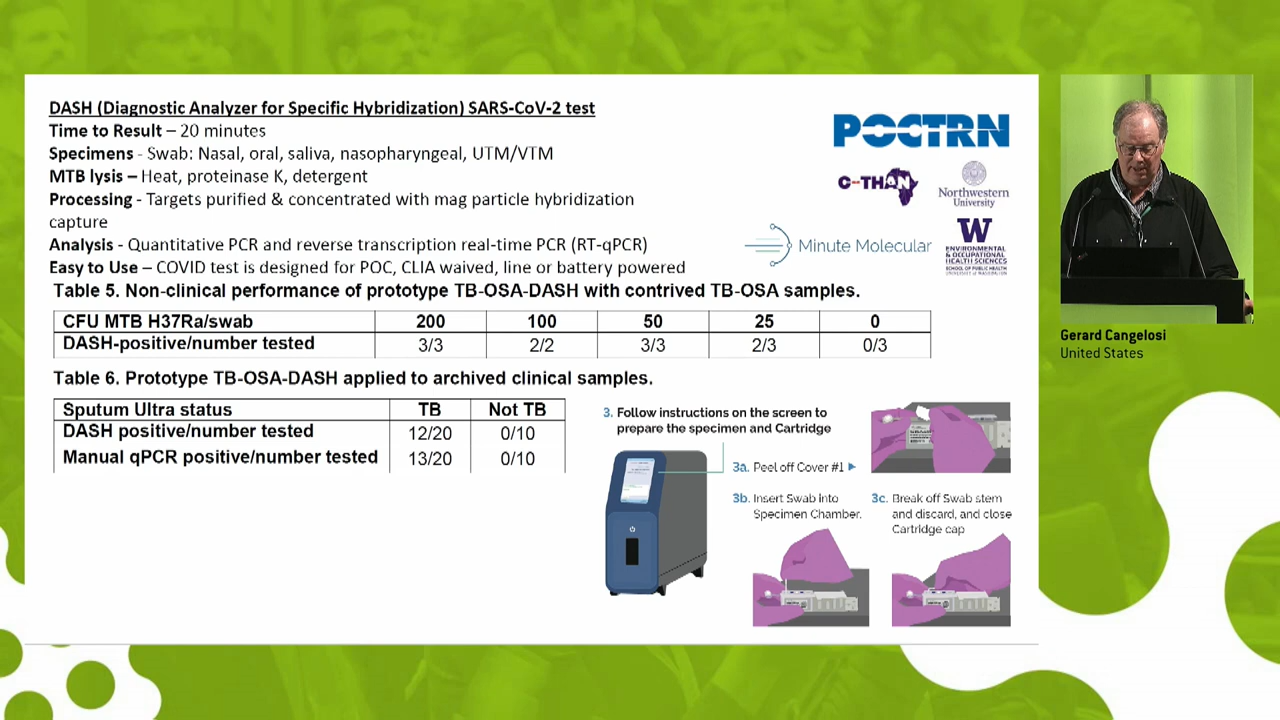 DASH (Diagnostic Analyzer for Specific Hybridization) SARS-CoV-2 test
Time to Result – 20 minutes
Specimens - Swab: Nasal, oral, saliva, nasopharyngeal, UTM/VTM
MTB lysis – Heat, proteinase K, detergent
Processing - Targets purified & concentrated with mag particle hybridization
capture
Analysis - Quantitative PCR and reverse transcription real-time PCR (RT-qPCR)
Easy to Use – COVID test is designed for POC, CLIA waived, line or battery powered
POCTRN
C-THAN
Northwestern
University
Minute Molecular
W
ENVIRONMENTAL
& OCCUPATIONAL
HEALTH SCIENCES
SCHOOL OF PUBLIC HEALTH
UNIVERSITY of WASHINGTON
Table 5. Non-clinical performance of prototype TB-OSA-DASH with contrived TB-OSA samples.
CFU MTB H37Ra/swab 200 100 50 25 0
DASH-positive/number tested 3/3 2/2 3/3 2/3 0/3
Table 6. Prototype TB-OSA-DASH applied to archived clinical samples.
Sputum Ultra status TB Not TB
DASH positive/number tested 12/20 0/10
Manual qPCR positive/number tested 13/20 0/10
3. Follow instructions on the screen to
prepare the specimen and Cartridge
3a. Peel off Cover #1
3b. Insert Swab into
Specimen Chamber.
3c. Break off Swab stem
and discard, and close
Cartridge cap
Gerard Cangelosi
United States